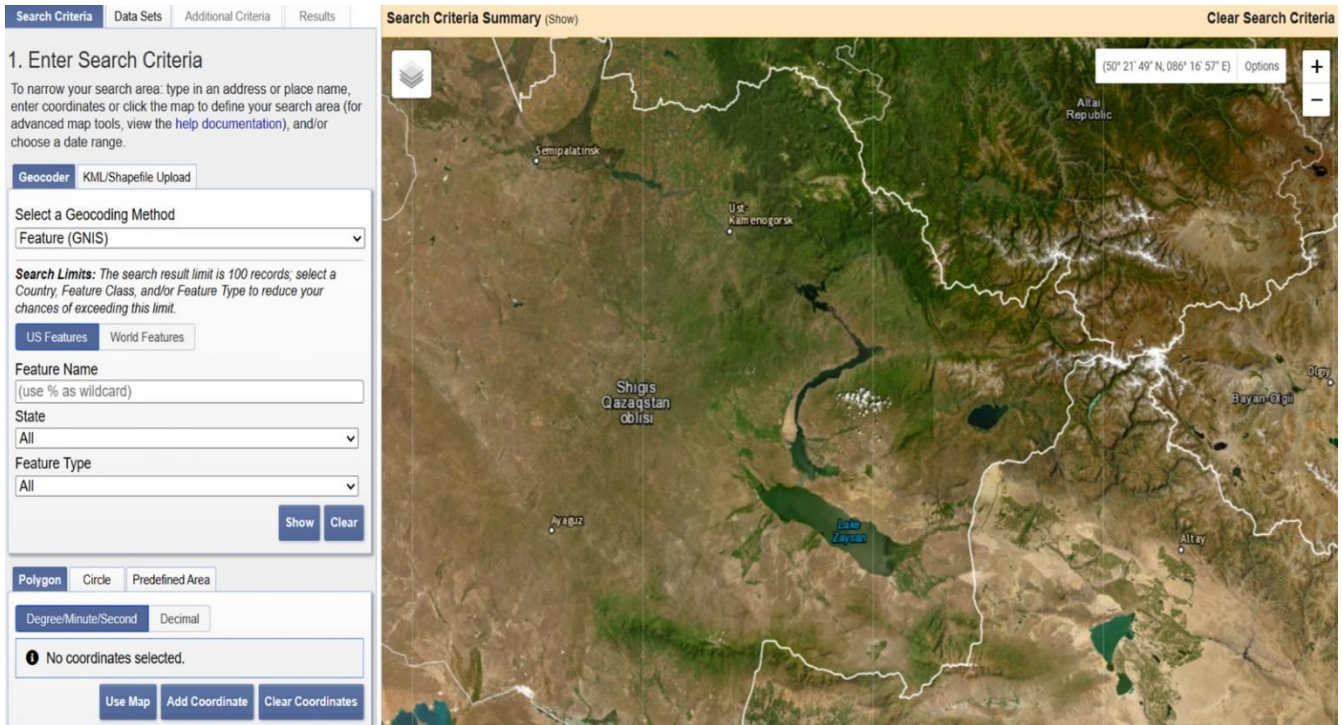 Search Criteria
Data Sets
Additional Criteria
Results
1. Enter Search Criteria
To narrow your search area: type in an address or place name,
enter coordinates or click the map to define your search area (for
advanced map tools, view the help documentation), and/or
choose a date range.
Geocoder
KML/Shapefile Upload
Select a Geocoding Method
Feature (GNIS)
Search Limits: The search result limit is 100 records; select a
Country, Feature Class, and/or Feature Type to reduce your
chances of exceeding this limit.
US Features
World Features
Feature Name
(use % as wildcard)
State
All
Feature Type
All
Show
Clear
Polygon
Circle
Predefined Area
Degree/Minute/Second
Decimal
No coordinates selected.
Use Map
Add Coordinate
Clear Coordinates
Search Criteria Summary (Show)
Clear Search Criteria
(50° 21' 49" N, 086° 16' 57" E)
Options
+
−
Altai
Republic
Semipalatinsk
Ust-
Kamenogorsk
Shigis
Qazaqstan
oblisi
Olgiy
Bayan-Olgii
Ayaguz
Lake
Zaysan
Altay